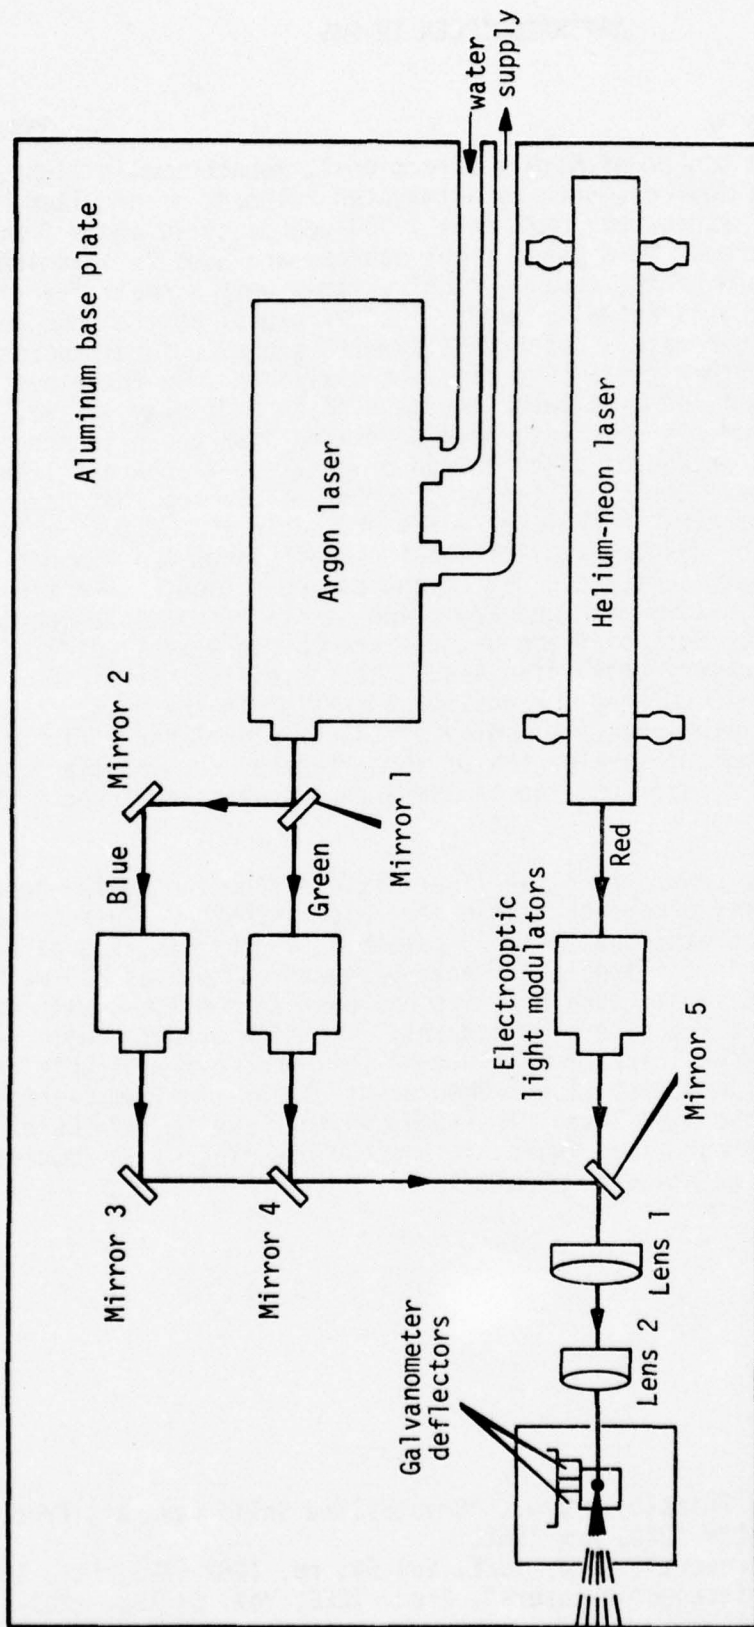 Aluminum base plate
water
supply
Argon laser
Helium-neon laser
Mirror 2
Mirror 1
Blue
Green
Red
Electrooptic
light modulators
Mirror 3
Mirror 4
Mirror 5
Lens 1
Lens 2
Galvanometer
deflectors